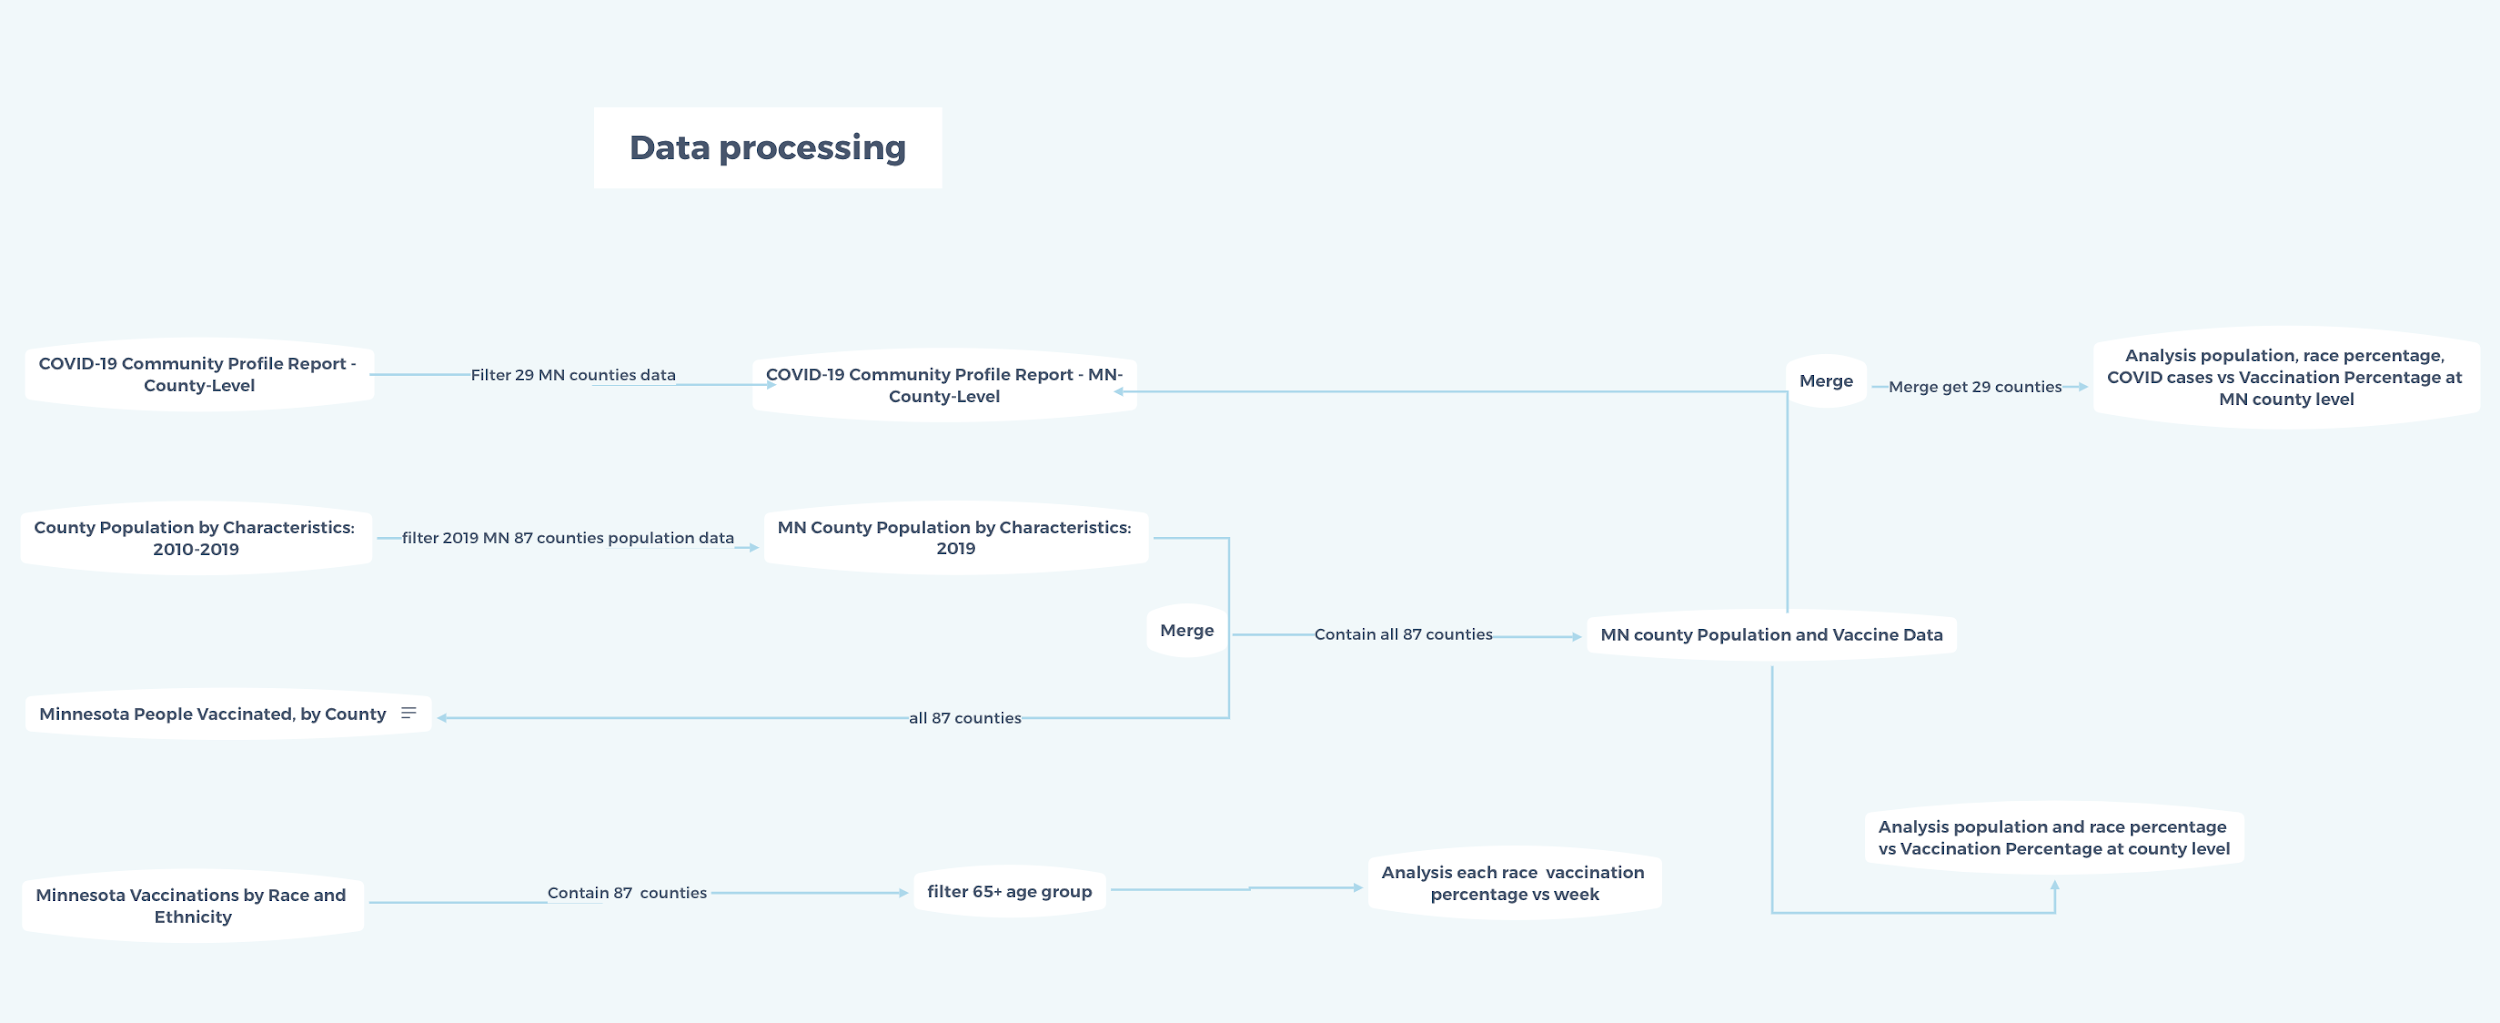 Data processing
COVID-19 Community Profile Report -
County-Level
Filter 29 MN counties data
COVID-19 Community Profile Report - MN-
County-Level
Merge
Merge get 29 counties
Analysis population, race percentage,
COVID cases vs Vaccination Percentage at
MN county level
County Population by Characteristics:
2010-2019
filter 2019 MN 87 counties population data
MN County Population by Characteristics:
2019
Merge
Contain all 87 counties
MN county Population and Vaccine Data
Minnesota People Vaccinated, by County
all 87 counties
Analysis population and race percentage
vs Vaccination Percentage at county level
Minnesota Vaccinations by Race and
Ethnicity
Contain 87  counties
filter 65+ age group
Analysis each race  vaccination
percentage vs week